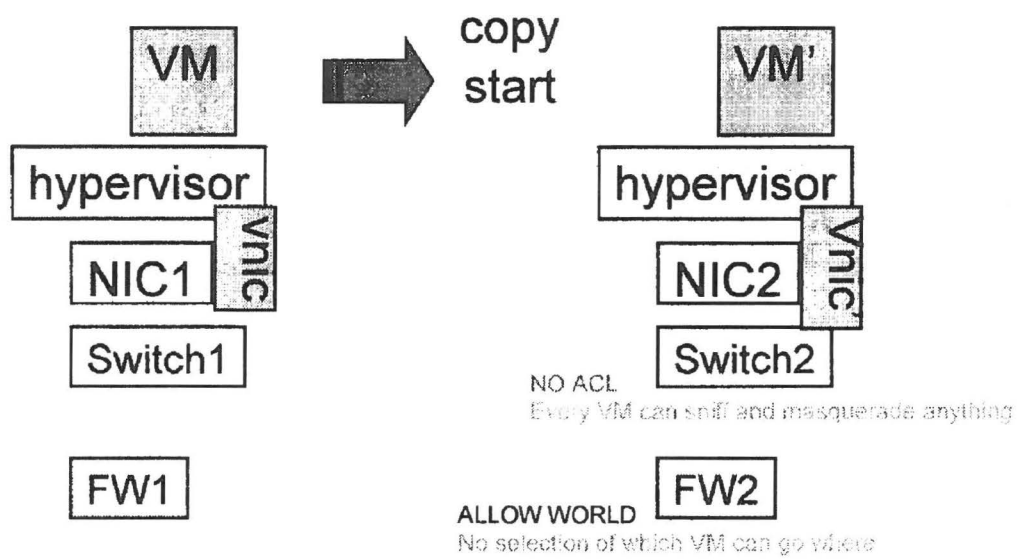 VM
copy
start
VM'
hypervisor
hypervisor
NIC1
Vnic
NIC2
Vnic'
Switch1
Switch2
NO ACL
Every VM can sniff and masquerade anything
FW1
FW2
ALLOW WORLD
No selection of which VM can go where